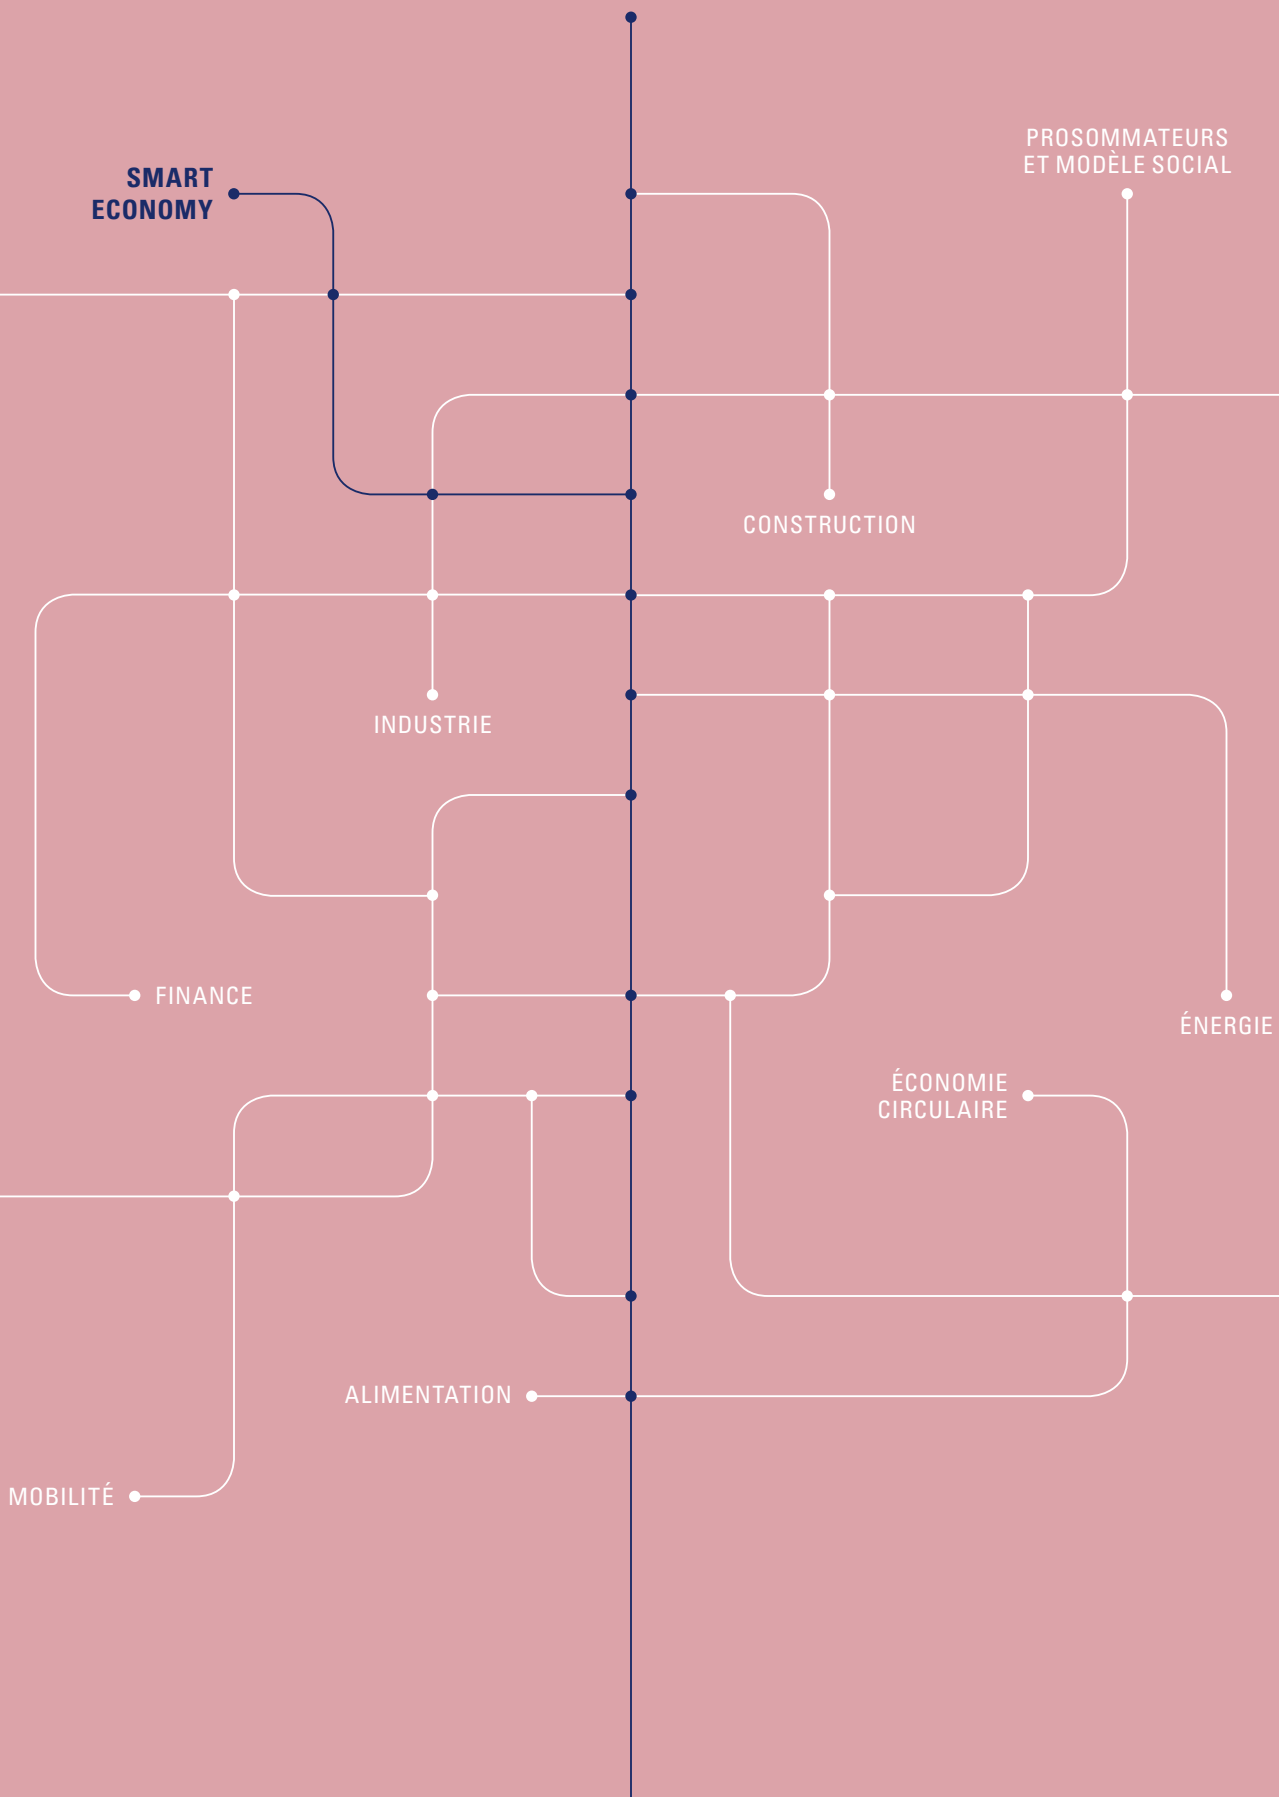 PROSOMMATEURS
ET MODÈLE SOCIAL
SMART
ECONOMY
CONSTRUCTION
INDUSTRIE
FINANCE
ÉNERGIE
ÉCONOMIE
CIRCULAIRE
ALIMENTATION
MOBILITÉ